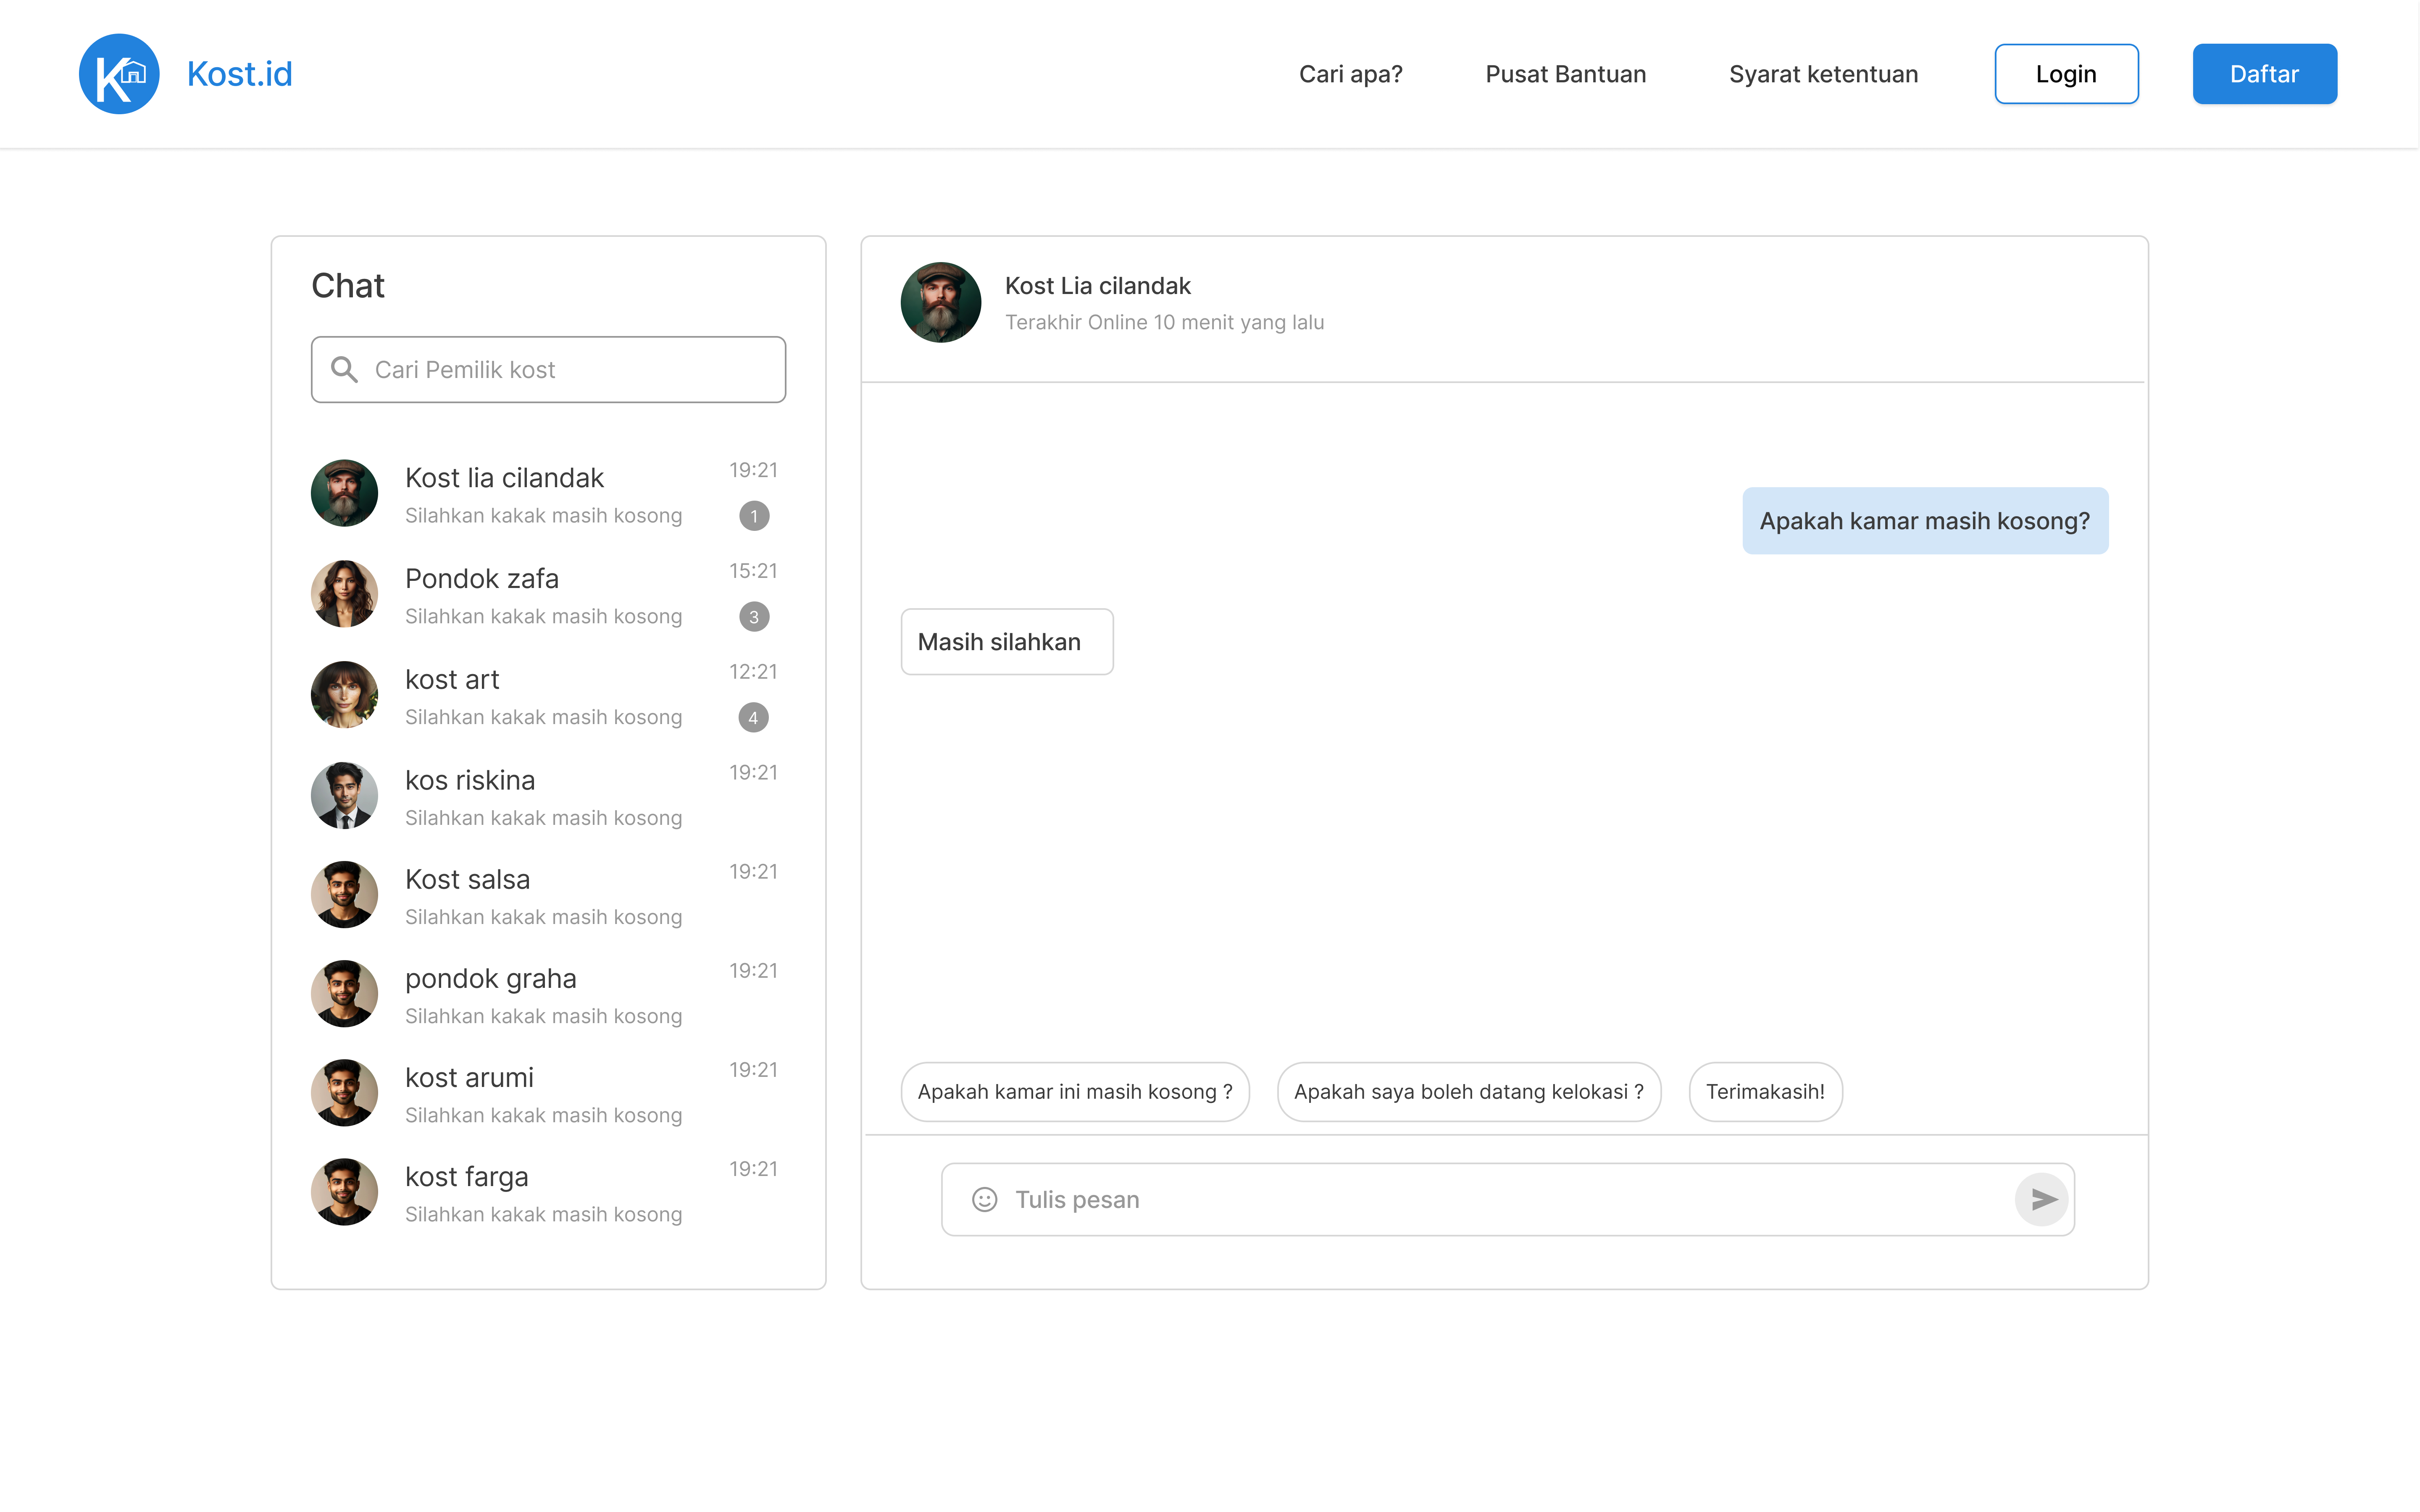 K
Kost.id
Cari apa?
Pusat Bantuan
Syarat ketentuan
Login
Daftar
Chat
Cari Pemilik kost
Kost lia cilandak
19:21
Silahkan kakak masih kosong
1
Pondok zafa
15:21
Silahkan kakak masih kosong
3
kost art
12:21
Silahkan kakak masih kosong
4
kos riskina
19:21
Silahkan kakak masih kosong
Kost salsa
19:21
Silahkan kakak masih kosong
pondok graha
19:21
Silahkan kakak masih kosong
kost arumi
19:21
Silahkan kakak masih kosong
kost farga
19:21
Silahkan kakak masih kosong
Kost Lia cilandak
Terakhir Online 10 menit yang lalu
Apakah kamar masih kosong?
Masih silahkan
Apakah kamar ini masih kosong ?
Apakah saya boleh datang kelokasi ?
Terimakasih!
Tulis pesan